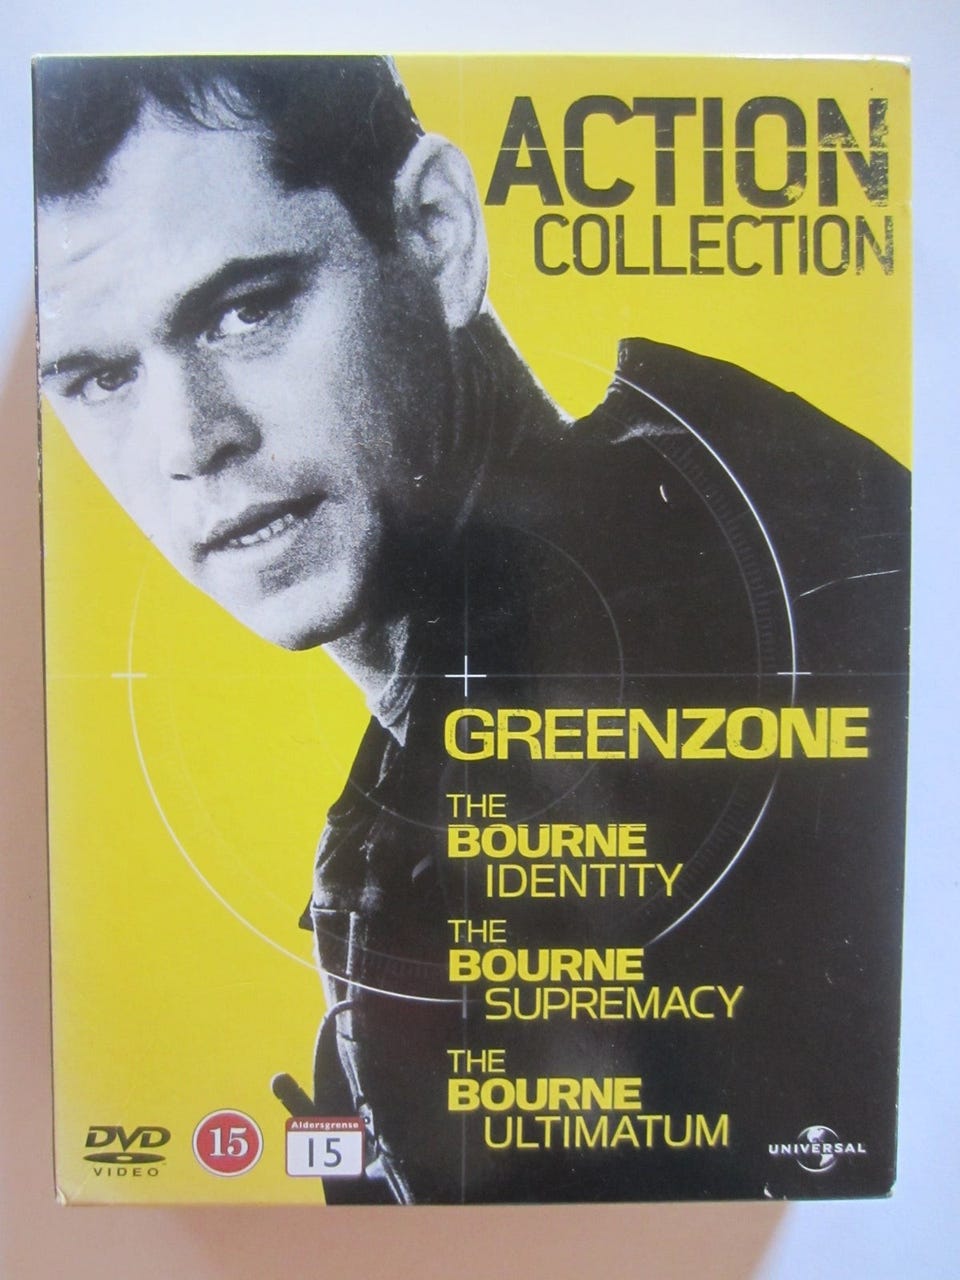 ACTION
COLLECTION
GREENZONE
THE
BOURNE
IDENTITY
THE
BOURNE
SUPREMACY
THE
BOURNE
ULTIMATUM
DVD
VIDEO
15
Aldersgrense
15
UNIVERSAL